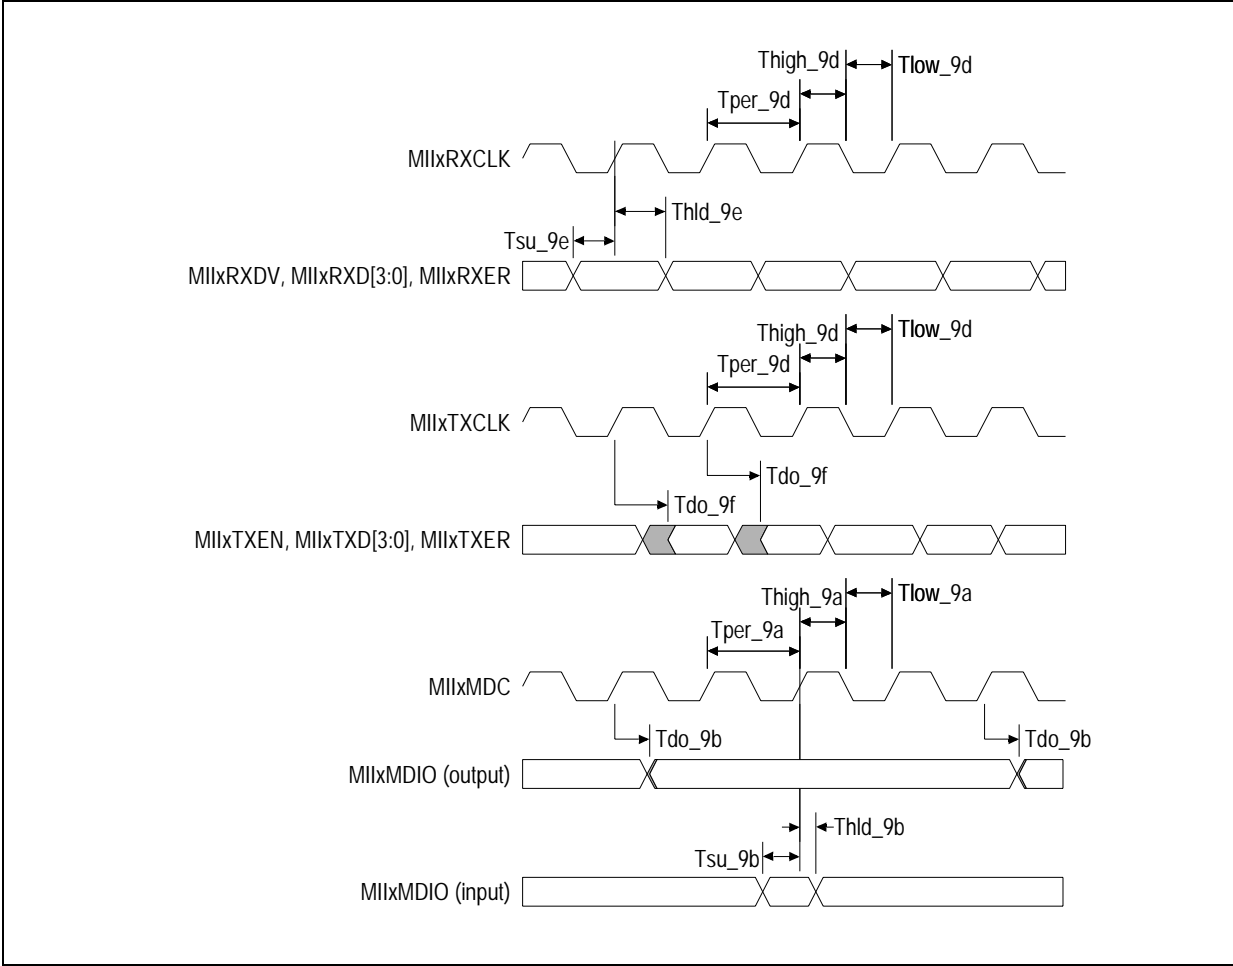 Thigh_9d
Tlow_9d
Tper_9d
MIIxRXCLK
Thld_9e
Tsu_9e
MIIxRXDV, MIIxRXD[3:0], MIIxRXER
Thigh_9d
Tlow_9d
Tper_9d
MIIxTXCLK
Tdo_9f
Tdo_9f
MIIxTXEN, MIIxTXD[3:0], MIIxTXER
Thigh_9a
Tlow_9a
Tper_9a
MIIxMDC
Tdo_9b
Tdo_9b
MIIxMDIO (output)
Thld_9b
Tsu_9b
MIIxMDIO (input)